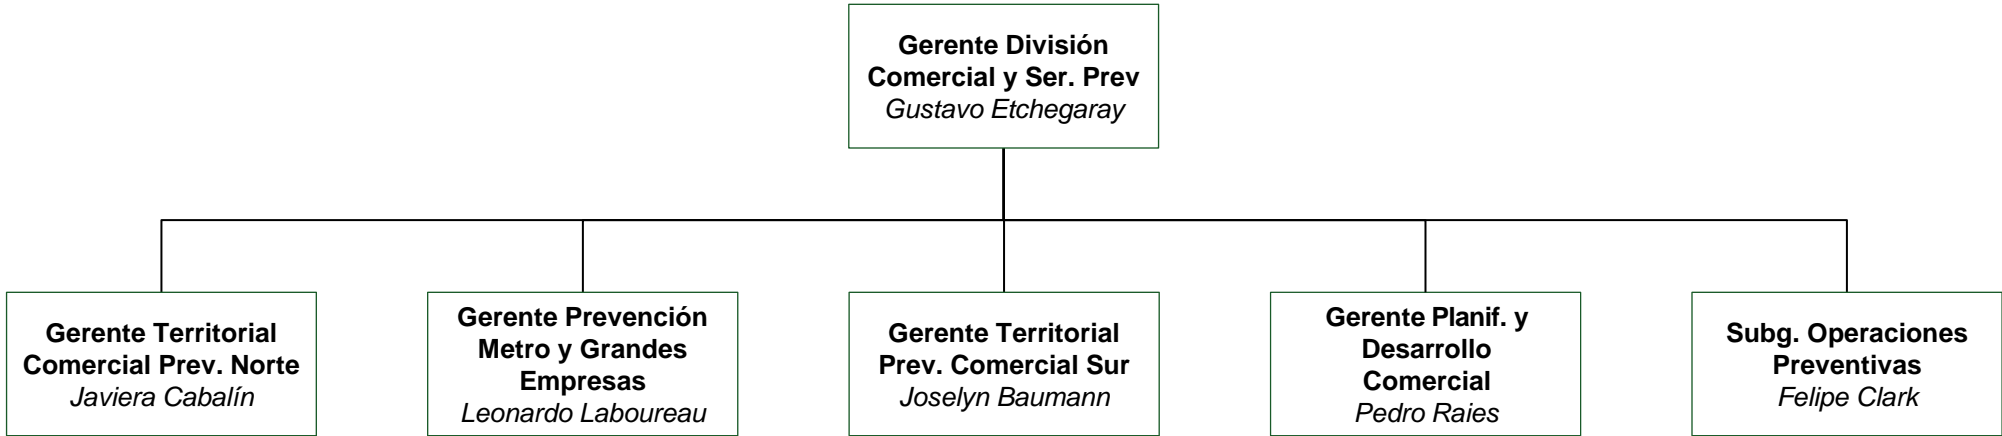 Gerente División
Comercial y Ser. Prev
Gustavo Etchegaray
Gerente Territorial
Comercial Prev. Norte
Javiera Cabalín
Gerente Prevención
Metro y Grandes
Empresas
Leonardo Laboureau
Gerente Territorial
Prev. Comercial Sur
Joselyn Baumann
Gerente Planif. y
Desarrollo
Comercial
Pedro Raies
Subg. Operaciones
Preventivas
Felipe Clark